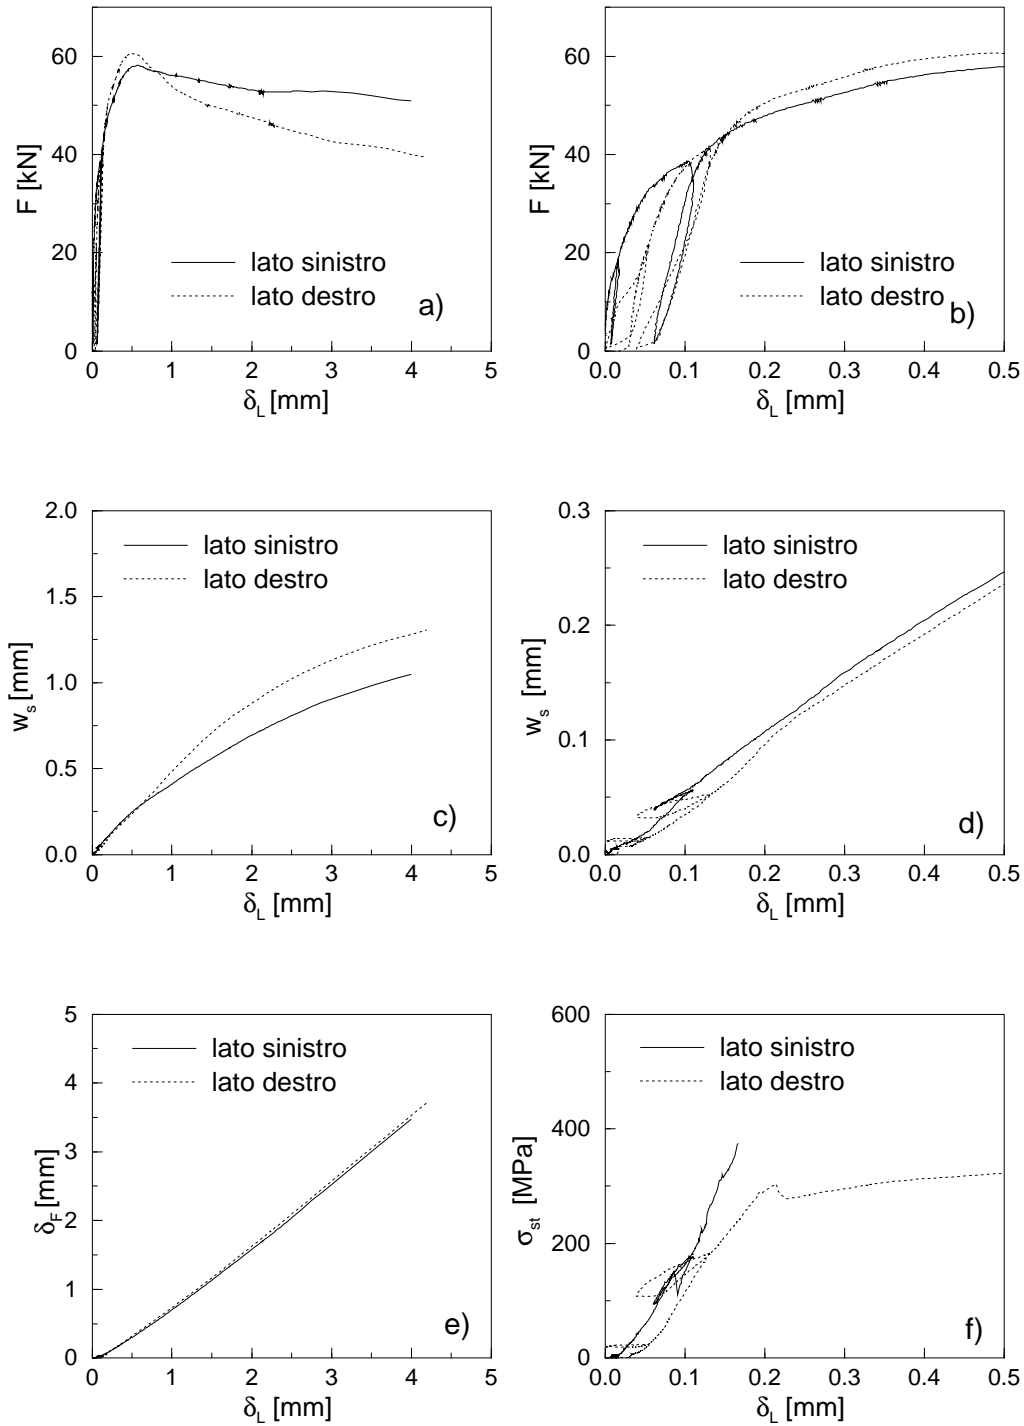 60
40
20
0
F [kN]
lato sinistro
lato destro
a)
0 1 2 3 4 5
δL [mm]
60
40
20
0
F [kN]
lato sinistro
lato destro
b)
0.0 0.1 0.2 0.3 0.4 0.5
δL [mm]
2.0
1.5
1.0
0.5
0.0
ws [mm]
lato sinistro
lato destro
c)
0 1 2 3 4 5
δL [mm]
0.3
0.2
0.1
0.0
ws [mm]
lato sinistro
lato destro
d)
0.0 0.1 0.2 0.3 0.4 0.5
δL [mm]
5
4
3
2
1
0
δF [mm]
lato sinistro
lato destro
e)
0 1 2 3 4 5
δL [mm]
600
400
200
0
σst [MPa]
lato sinistro
lato destro
f)
0.0 0.1 0.2 0.3 0.4 0.5
δL [mm]